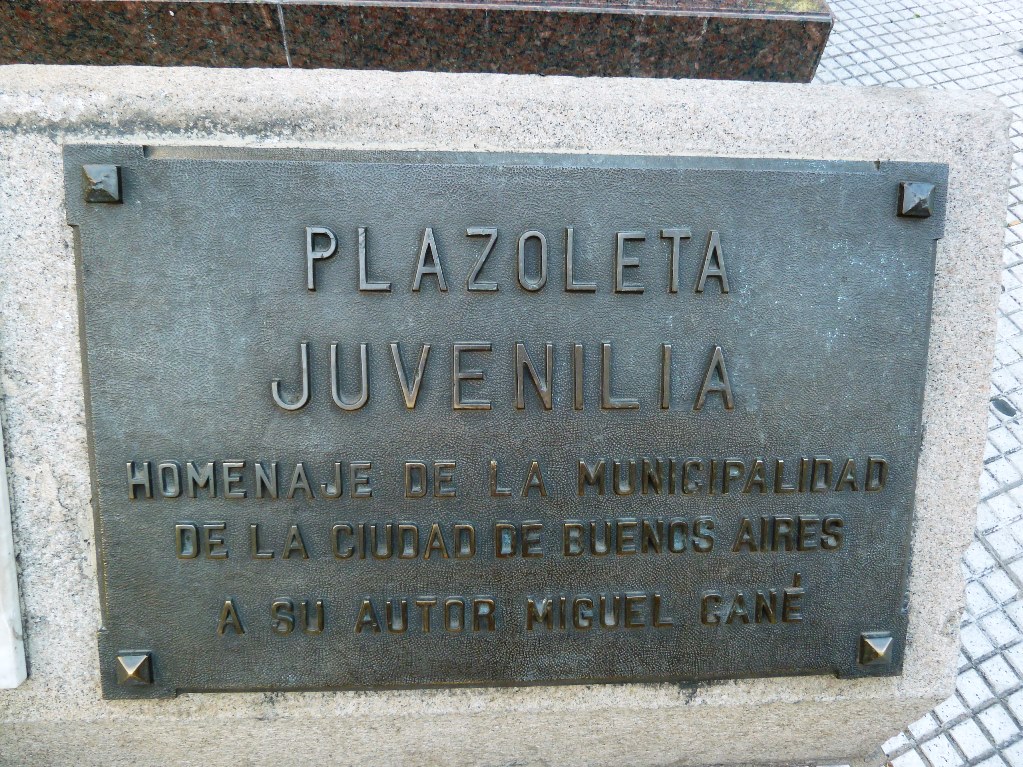 PLAZOLETA
JUVENILIA
HOMENAJE DE LA MUNICIPALIDAD
DE LA CIUDAD DE BUENOS AIRES
A SU AUTOR MIGUEL CANÉ